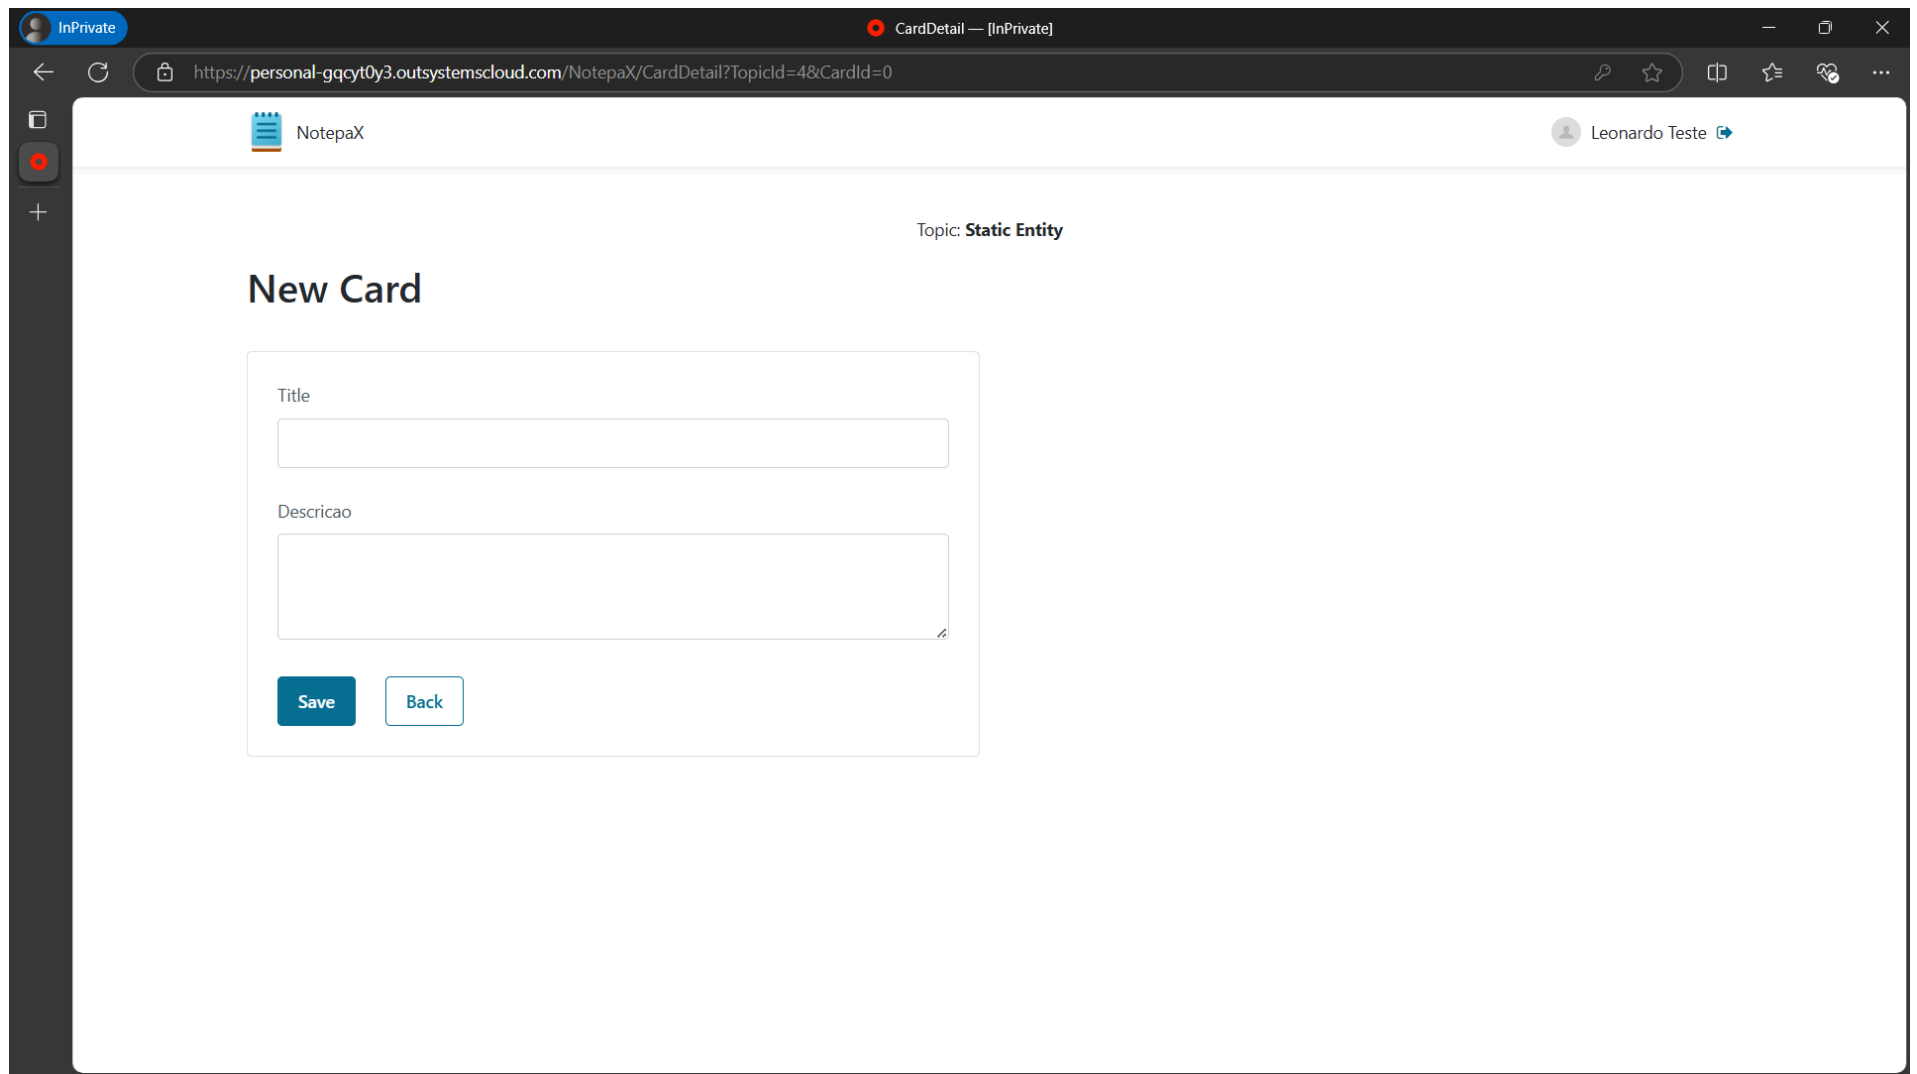 InPrivate
CardDetail — [InPrivate]
https://personal-gqcyt0y3.outsystemscloud.com/NotepaX/CardDetail?TopicId=4&CardId=0
NotepaX
Leonardo Teste
Topic: Static Entity
New Card
Title
Descricao
Save
Back